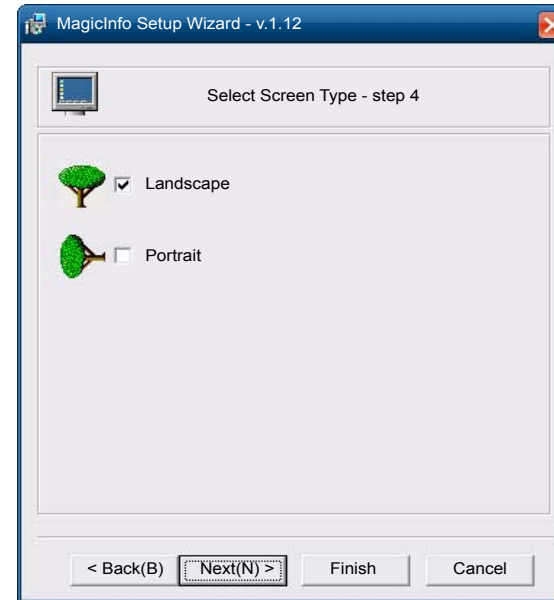 MagicInfo Setup Wizard - v.1.12
Select Screen Type - step 4
Landscape
Portrait
< Back(B) Next(N) > Finish Cancel